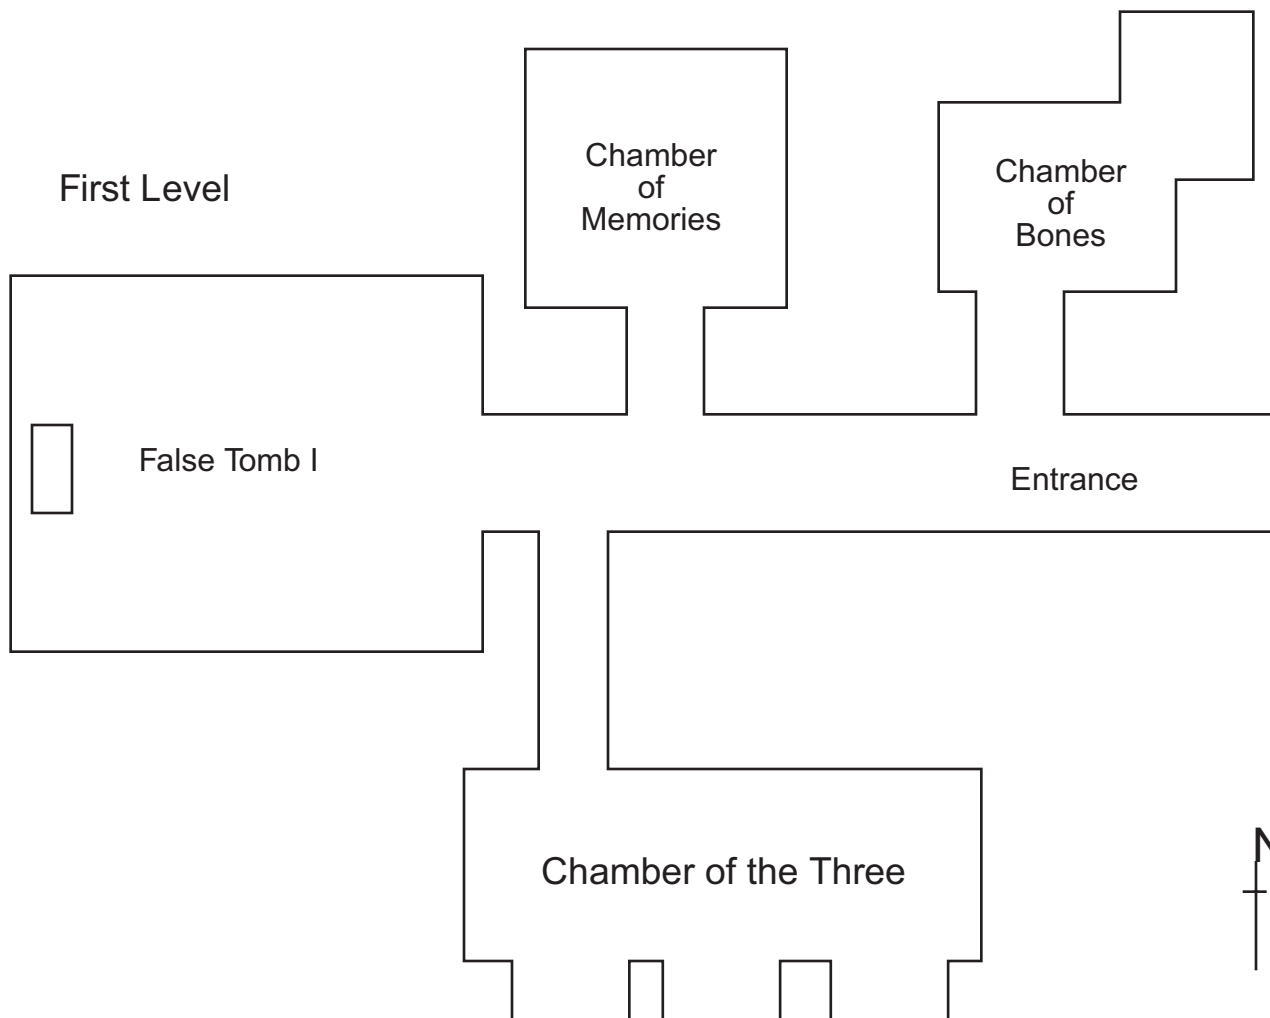 First Level
Chamber
of
Memories
Chamber
of
Bones
False Tomb I
Entrance
Chamber of the Three
N